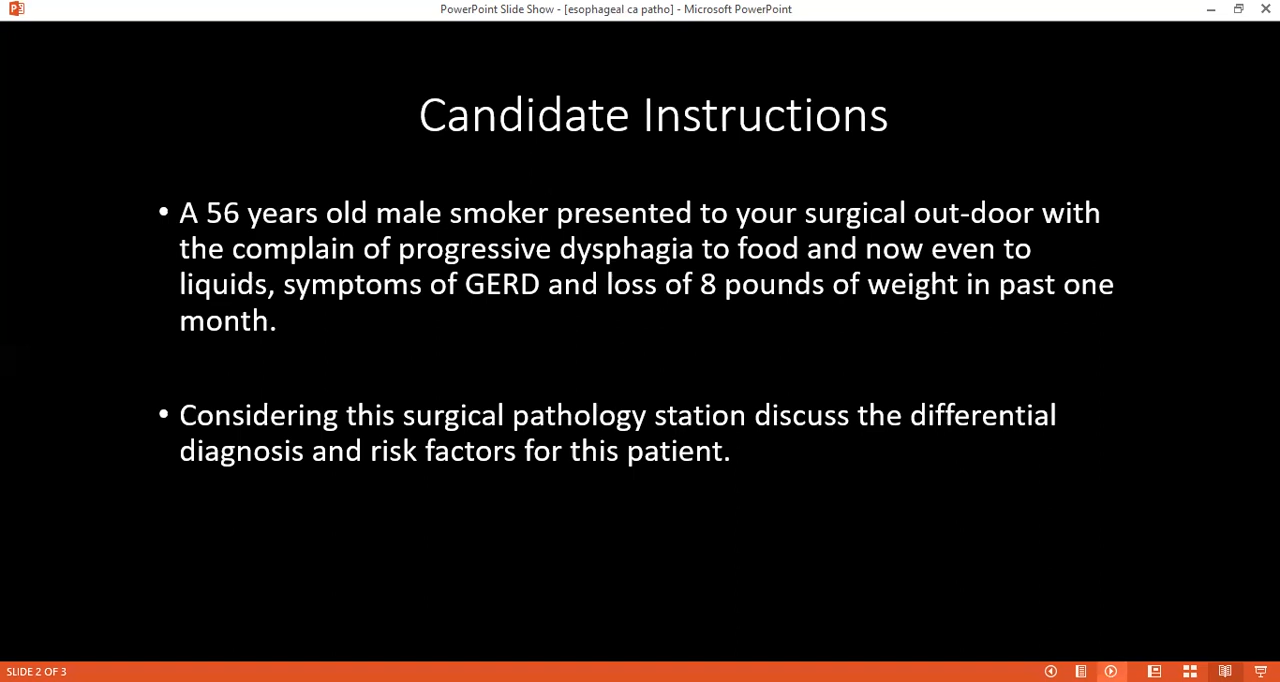 PowerPoint Slide Show - [esophageal ca patho] - Microsoft PowerPoint
Candidate Instructions
• A 56 years old male smoker presented to your surgical out-door with
the complain of progressive dysphagia to food and now even to
liquids, symptoms of GERD and loss of 8 pounds of weight in past one
month.
• Considering this surgical pathology station discuss the differential
diagnosis and risk factors for this patient.
SLIDE 2 OF 3